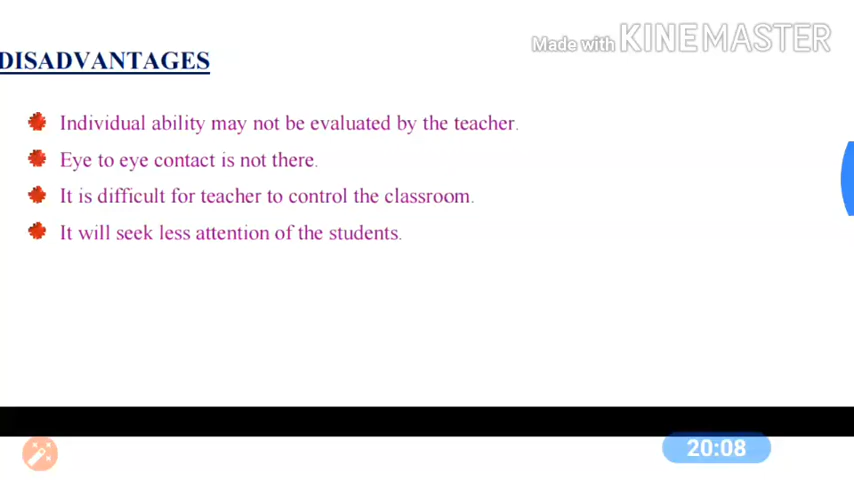 Made with KINEMASTER
DISADVANTAGES
Individual ability may not be evaluated by the teacher.
Eye to eye contact is not there.
It is difficult for teacher to control the classroom.
It will seek less attention of the students.
20:08